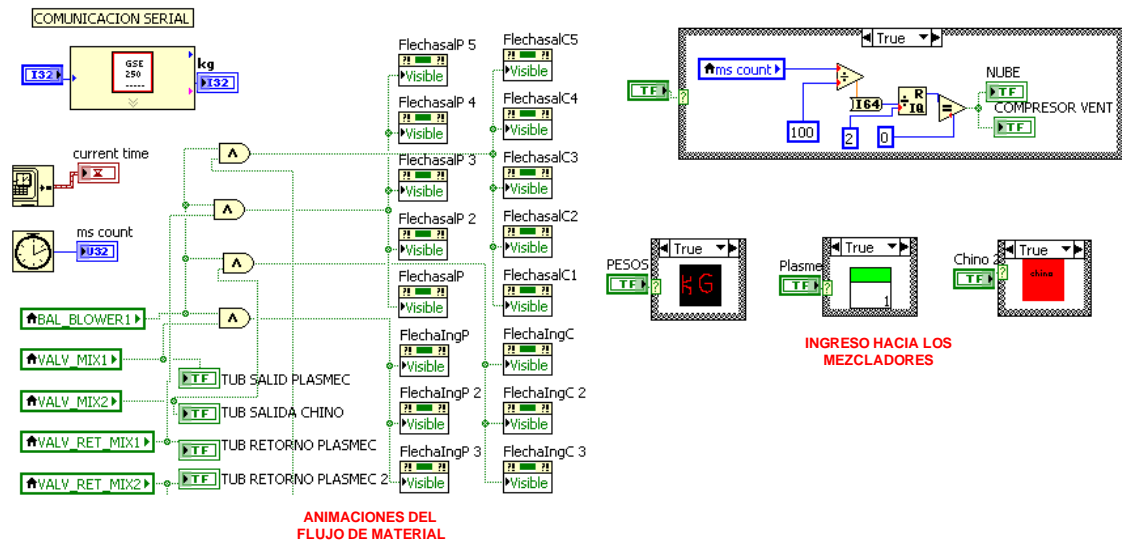 COMUNICACION SERIAL
GSE
250
-----
I32
kg
I32
current time
ms count
U32
BAL_BLOWER1
VALV_MIX1
VALV_MIX2
VALV_RET_MIX1
VALV_RET_MIX2
TF TUB SALID PLASMEC
TF TUB SALIDA CHINO
TF TUB RETORNO PLASMEC
TF TUB RETORNO PLASMEC 2
FlechasalP 5
Visible
FlechasalP 4
Visible
FlechasalP 3
Visible
FlechasalP 2
Visible
FlechasalP
Visible
FlechaIngP
Visible
FlechaIngP 2
Visible
FlechaIngP 3
Visible
FlechasalC5
Visible
FlechasalC4
Visible
FlechasalC3
Visible
FlechasalC2
Visible
FlechasalC1
Visible
FlechaIngC
Visible
FlechaIngC 2
Visible
FlechaIngC 3
Visible
ANIMACIONES DEL
FLUJO DE MATERIAL
True
TF
ms count
100
I64
2
R
IQ
0
=
NUBE
TF
COMPRESOR VENT
TF
PESOS
TF
True
KG
Plasme
TF
True
1
Chino 2
TF
True
chino
INGRESO HACIA LOS
MEZCLADORES